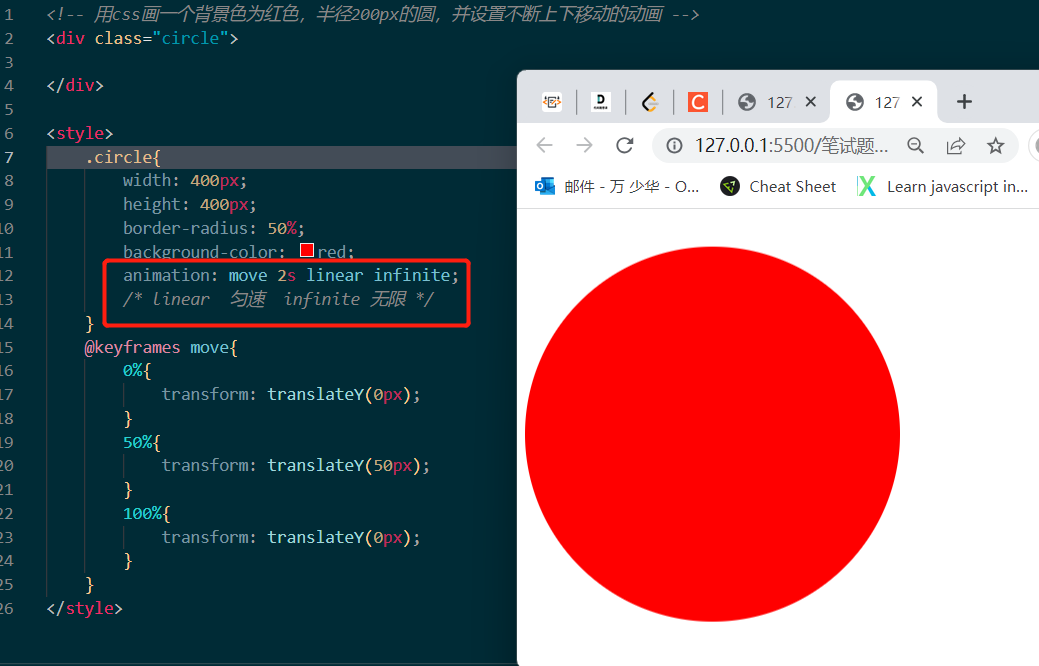 1 <!-- 用css画一个背景色为红色，半径200px的圆，并设置不断上下移动的动画 -->
2 <div class="circle">
3
4 </div>
5
6 <style>
7 .circle{
8 width: 400px;
9 height: 400px;
10 border-radius: 50%;
11 background-color: red;
12 animation: move 2s linear infinite;
13 /* linear 匀速 infinite 无限 */
14 }
15 @keyframes move{
16 0%{
17 transform: translateY(0px);
18 }
19 50%{
20 transform: translateY(50px);
21 }
22 100%{
23 transform: translateY(0px);
24 }
25 }
26 </style>
D
C
127
127
127.0.0.1:5500/笔试题...
邮件 - 万 少华 - O...
Cheat Sheet
Learn javascript in...